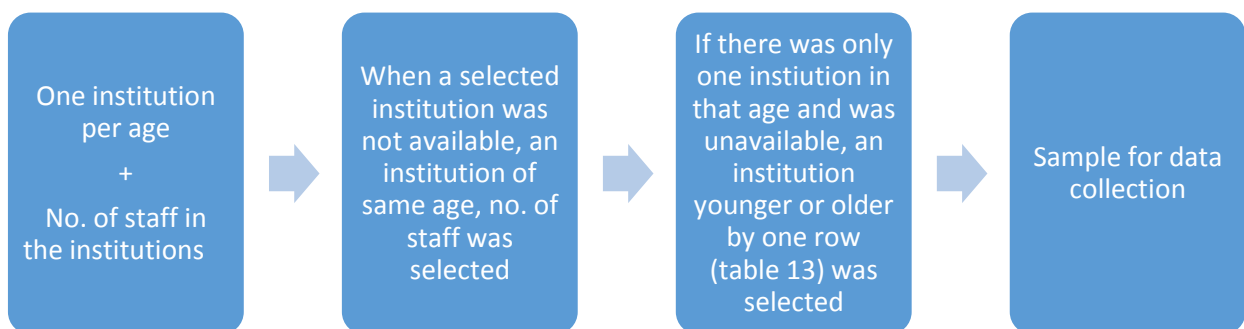 One institution
per age
+
No. of staff in
the institutions
When a selected
institution was
not available, an
institution of
same age, no. of
staff was
selected
If there was only
one instiution in
that age and was
unavailable, an
institution
younger or older
by one row
(table 13) was
selected
Sample for data
collection